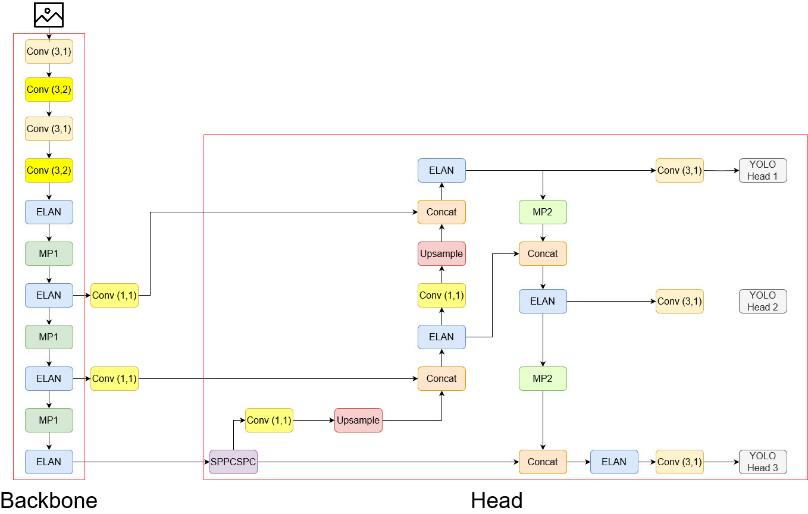 Conv (3,1)
Conv (3,2)
Conv (3,1)
Conv (3,2)
ELAN
MP1
ELAN
Conv (1,1)
MP1
ELAN
Conv (1,1)
MP1
ELAN
Backbone
SPPCSPC
Conv (1,1)
Upsample
Concat
ELAN
Conv (1,1)
Upsample
Concat
ELAN
MP2
Concat
ELAN
MP2
Concat
ELAN
Conv (3,1)
YOLO
Head 1
Conv (3,1)
YOLO
Head 2
Conv (3,1)
YOLO
Head 3
Head